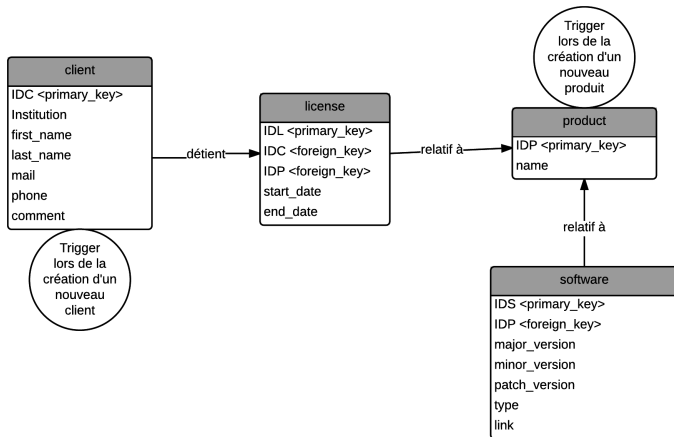 client
IDC <primary_key>
Institution
first_name
last_name
mail
phone
comment
Trigger
lors de la
création d'un
nouveau
client
détient
license
IDL <primary_key>
IDC <foreign_key>
IDP <foreign_key>
start_date
end_date
relatif à
Trigger
lors de la
création d'un
nouveau
produit
product
IDP <primary_key>
name
relatif à
software
IDS <primary_key>
IDP <foreign_key>
major_version
minor_version
patch_version
type
link